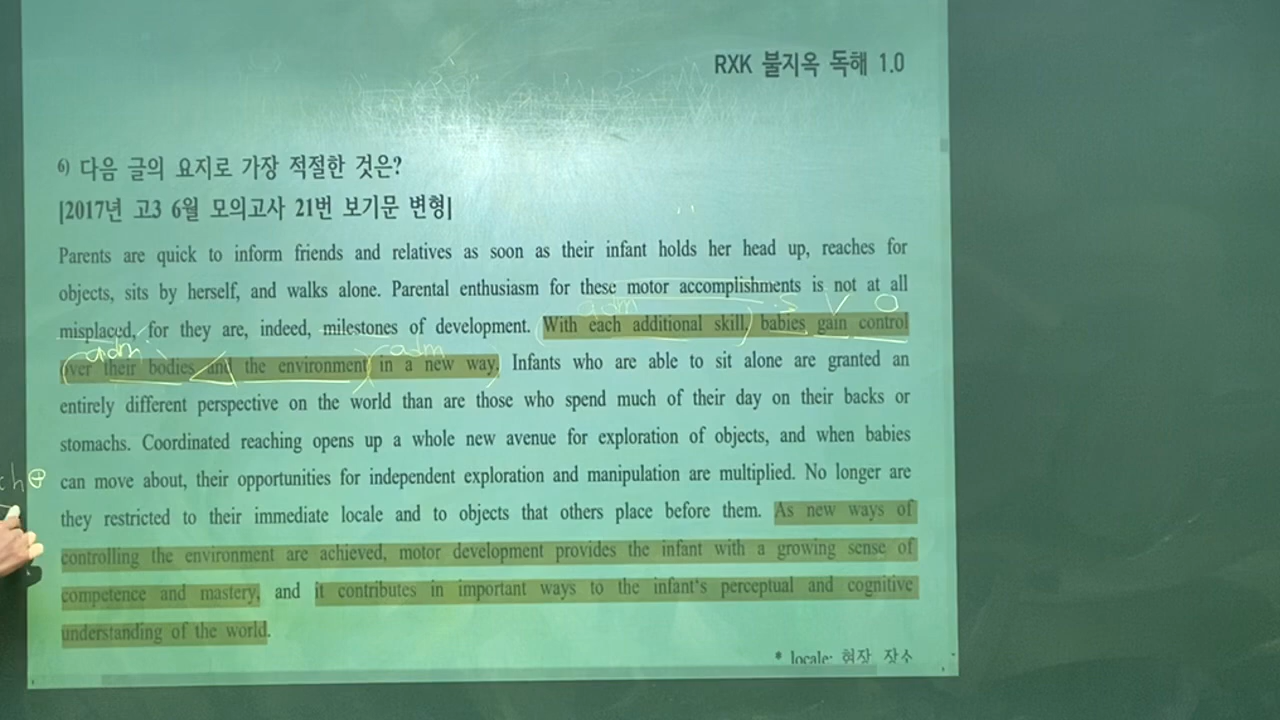 RXK 불지옥 독해 1.0
6) 다음 글의 요지로 가장 적절한 것은?
|2017년 고3 6월 모의고사 21번 보기문 변형|
Parents are quick to inform friends and relatives as soon as their infant holds her head up, reaches for
objects, sits by herself, and walks alone. Parental enthusiasm for these motor accomplishments is not at all
adm S V O
misplaced, for they are, indeed, milestones of development. With each additional skill, babies gain control
adm adm
over their bodies and the environment in a new way. Infants who are able to sit alone are granted an
entirely different perspective on the world than are those who spend much of their day on their backs or
stomachs. Coordinated reaching opens up a whole new avenue for exploration of objects, and when babies
can move about, their opportunities for independent exploration and manipulation are multiplied. No longer are
they restricted to their immediate locale and to objects that others place before them. As new ways of
controlling the environment are achieved, motor development provides the infant with a growing sense of
competence and mastery, and it contributes in important ways to the infant's perceptual and cognitive
understanding of the world.
* locale: 현장, 장소